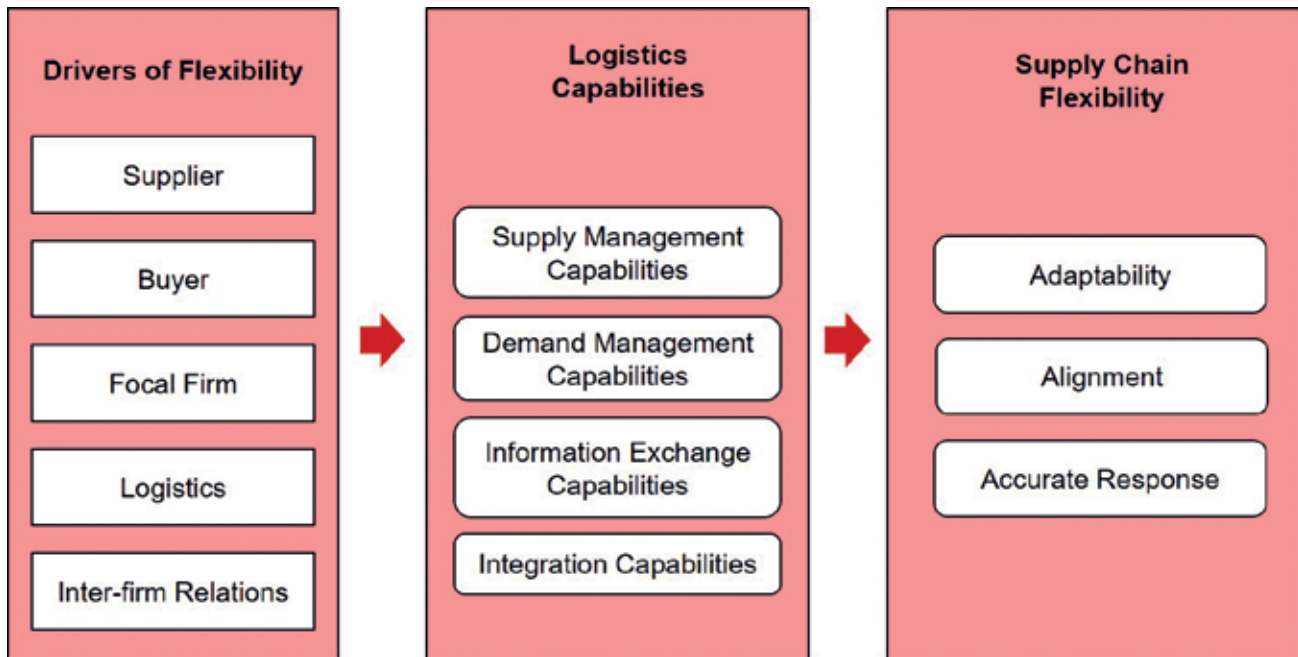 Drivers of Flexibility
Supplier
Buyer
Focal Firm
Logistics
Inter-firm Relations
Logistics
Capabilities
Supply Management
Capabilities
Demand Management
Capabilities
Information Exchange
Capabilities
Integration Capabilities
Supply Chain
Flexibility
Adaptability
Alignment
Accurate Response